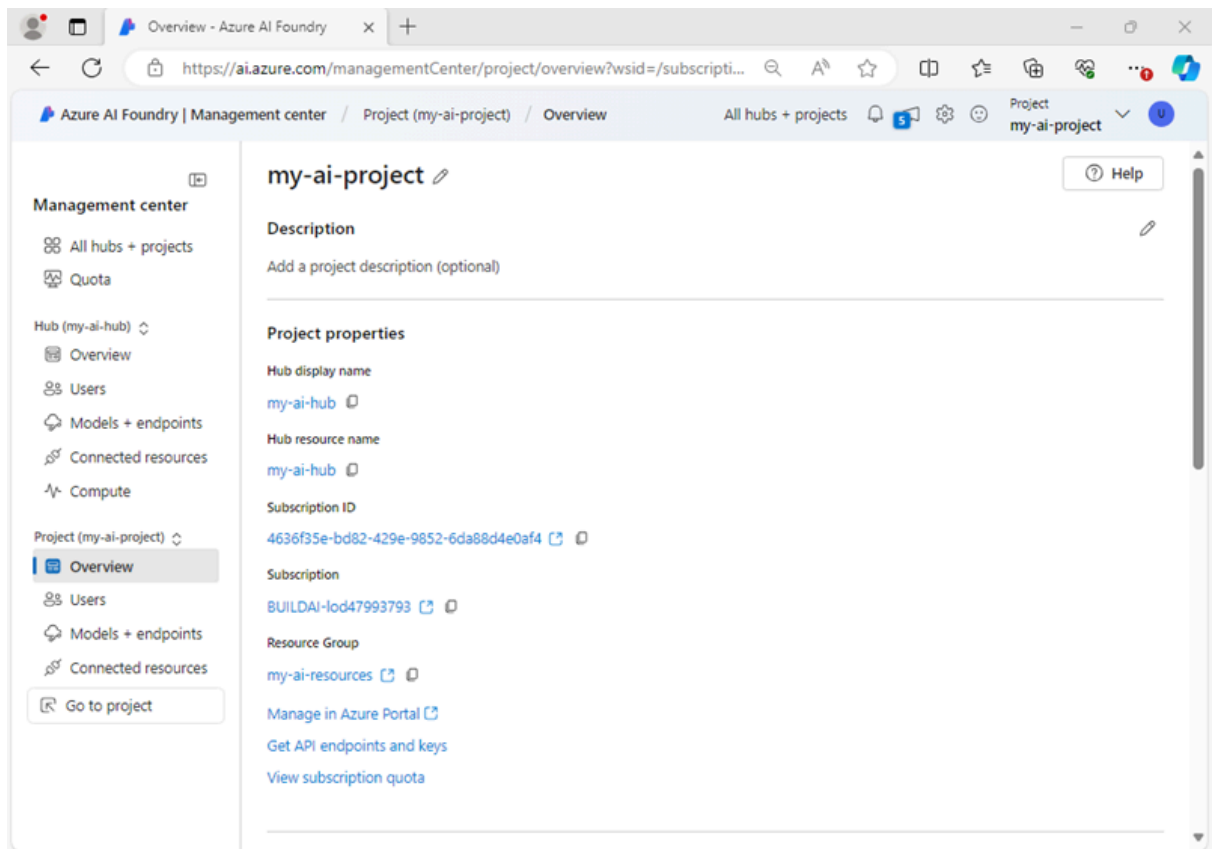 Overview - Azure AI Foundry
https://ai.azure.com/managementCenter/project/overview?wsid=/subscripti...
Azure AI Foundry | Management center / Project (my-ai-project) / Overview
All hubs + projects
5
Project
my-ai-project
U
Management center
All hubs + projects
Quota
Hub (my-ai-hub)
Overview
Users
Models + endpoints
Connected resources
Compute
Project (my-ai-project)
Overview
Users
Models + endpoints
Connected resources
Go to project
my-ai-project
Help
Description
Add a project description (optional)
Project properties
Hub display name
my-ai-hub
Hub resource name
my-ai-hub
Subscription ID
4636f35e-bd82-429e-9852-6da88d4e0af4
Subscription
BUILDAI-lod47993793
Resource Group
my-ai-resources
Manage in Azure Portal
Get API endpoints and keys
View subscription quota